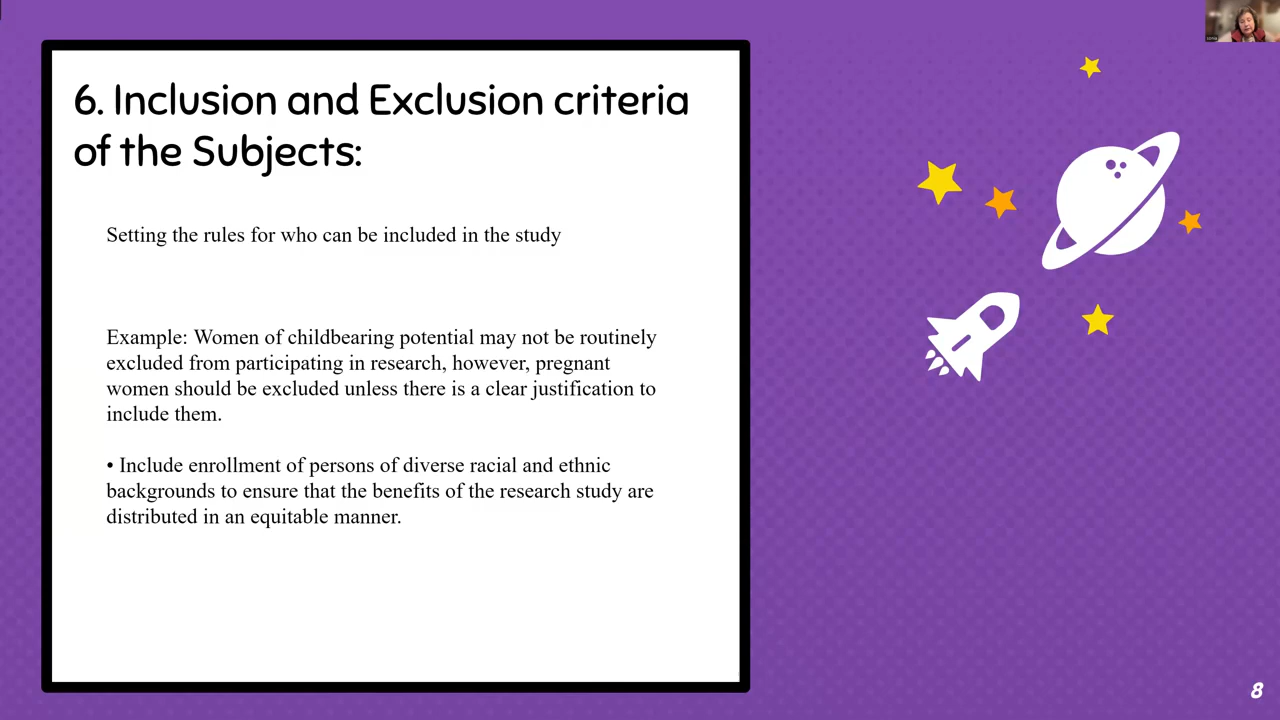 6. Inclusion and Exclusion criteria
of the Subjects:
Setting the rules for who can be included in the study
Example: Women of childbearing potential may not be routinely
excluded from participating in research, however, pregnant
women should be excluded unless there is a clear justification to
include them.
• Include enrollment of persons of diverse racial and ethnic
backgrounds to ensure that the benefits of the research study are
distributed in an equitable manner.
8